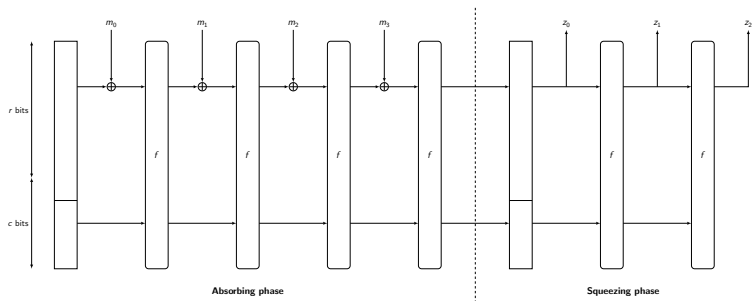 m₀ m₁ m₂ m₃ z₀ z₁ z₂
r bits
f f f f f f
c bits
Absorbing phase Squeezing phase